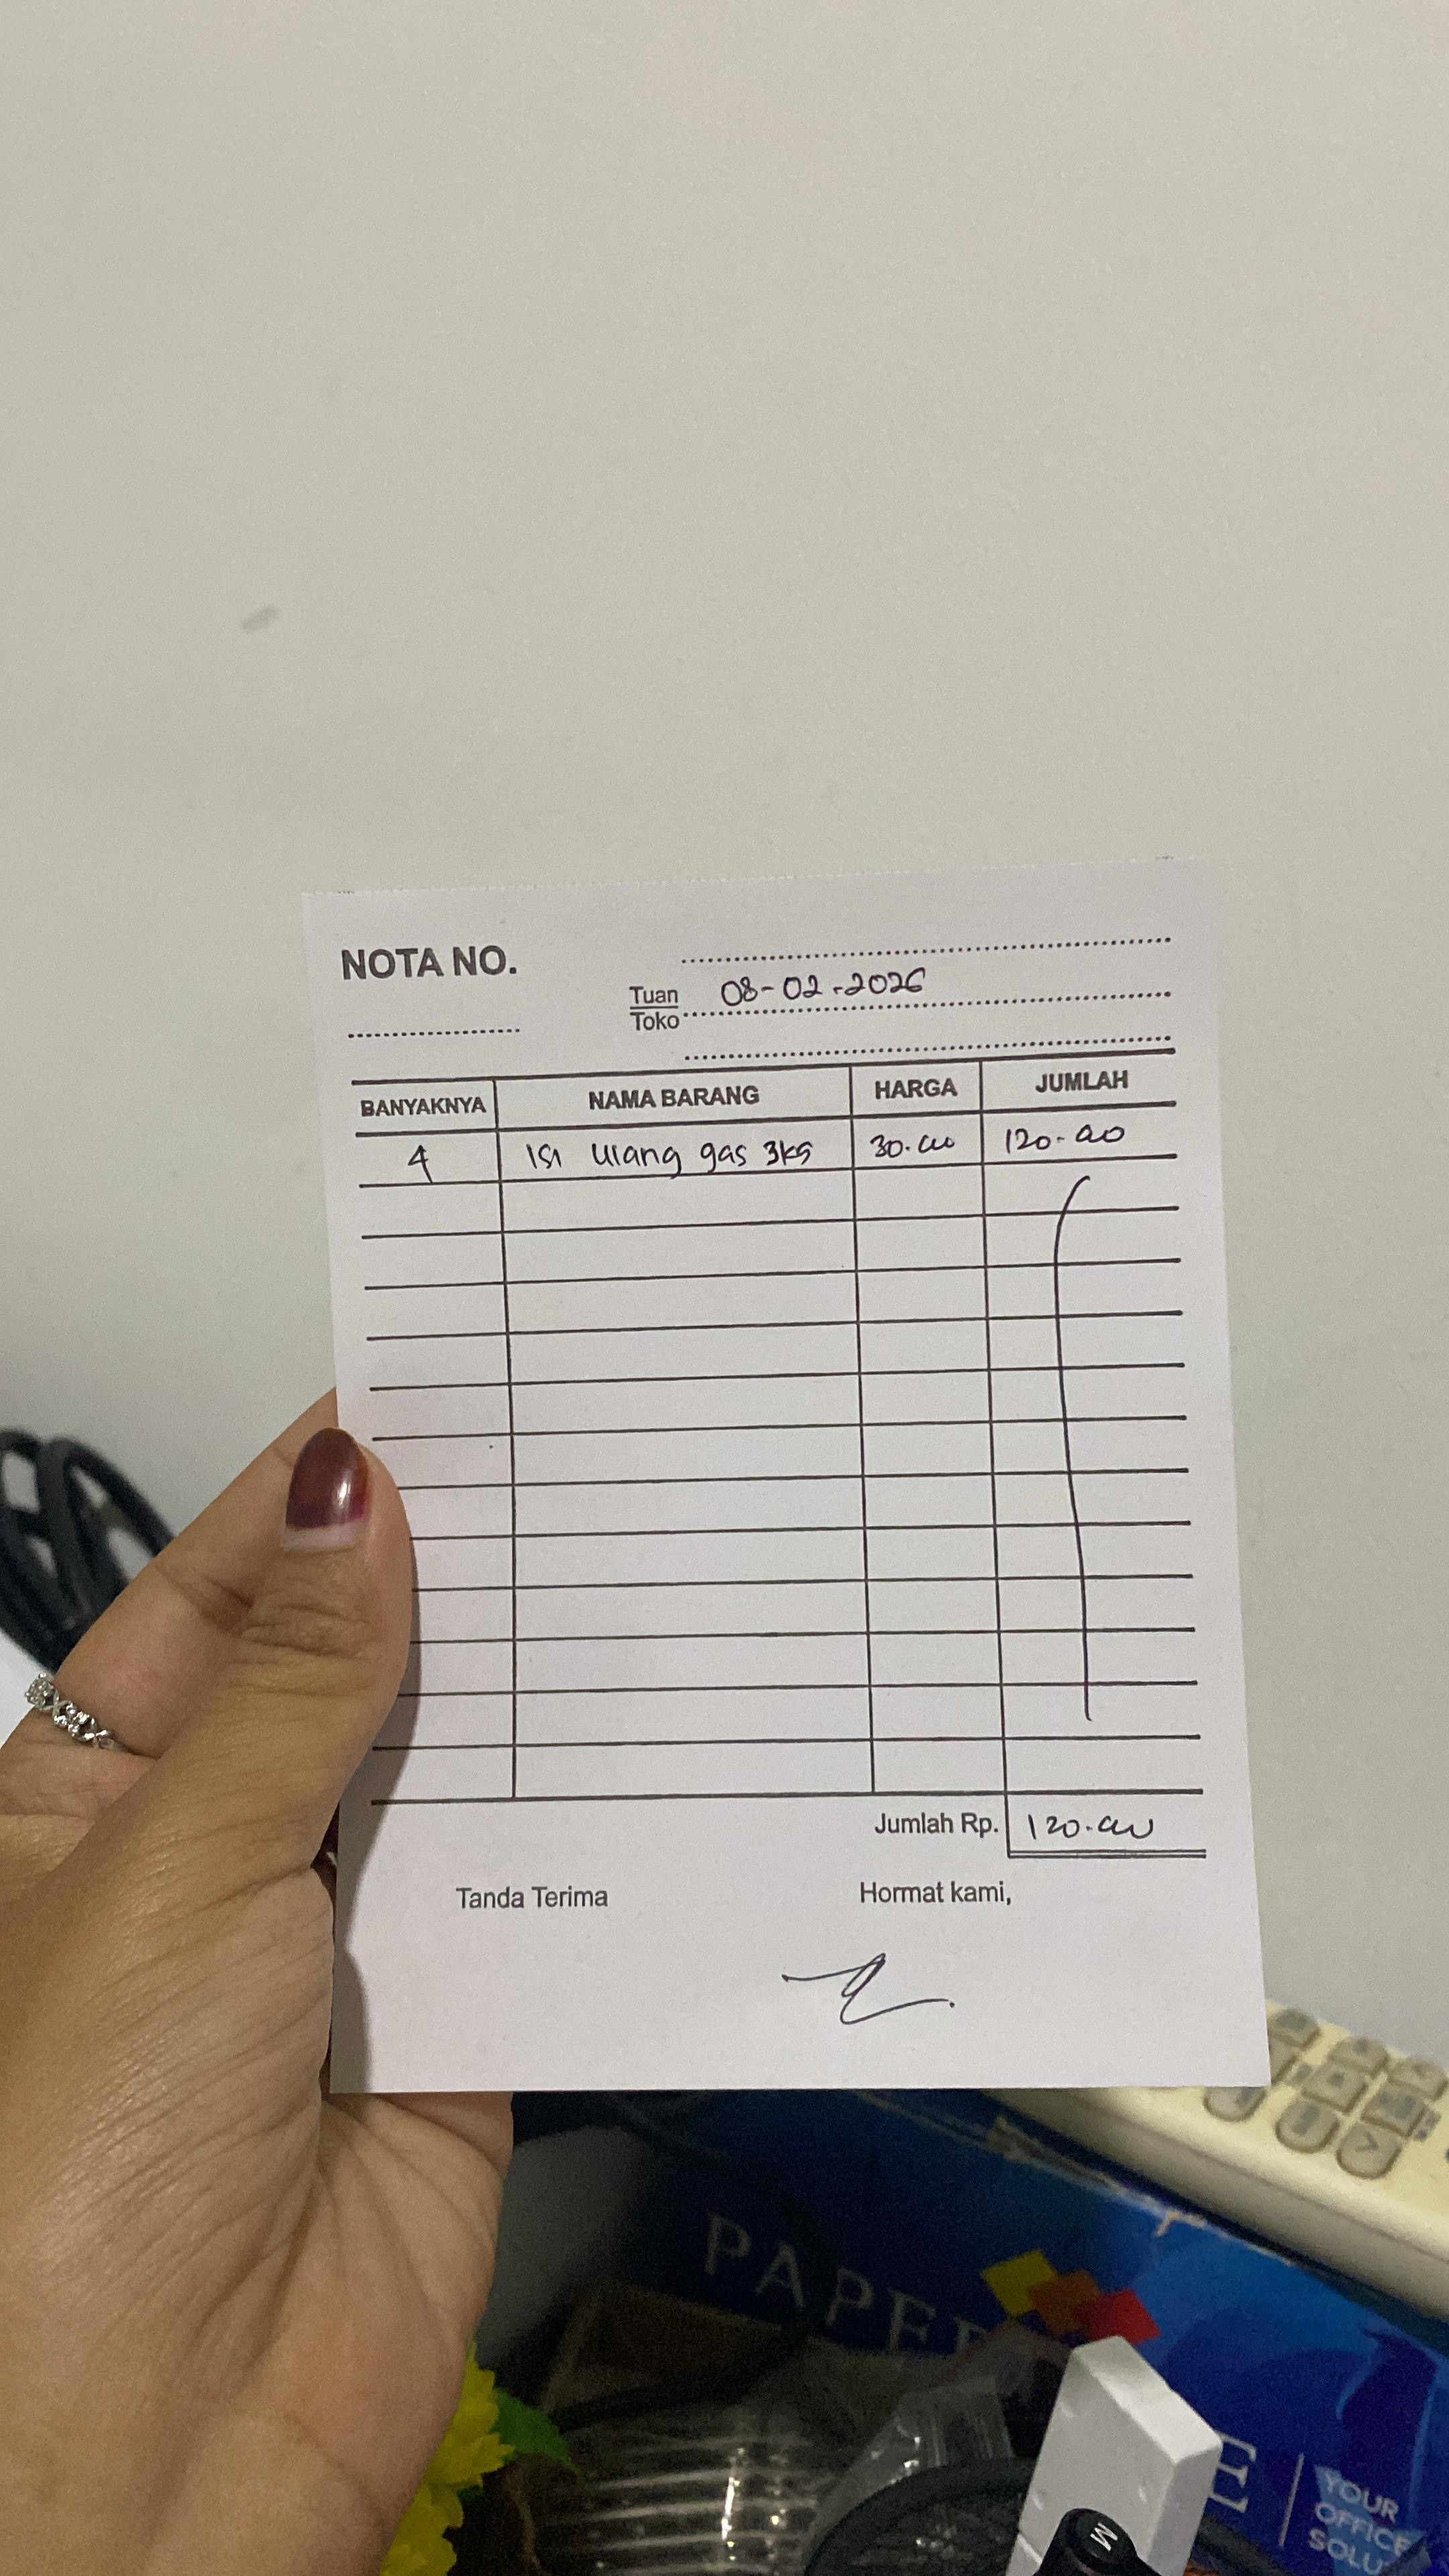 NOTA NO.
Tuan
Toko
08-02-2026
BANYAKNYA NAMA BARANG HARGA JUMLAH
4 Isi ulang gas 3kg 30.000 120.000
Jumlah Rp. 120.000
Tanda Terima Hormat kami,
PAPER
E
YOUR
OFFICE
SOLU
M